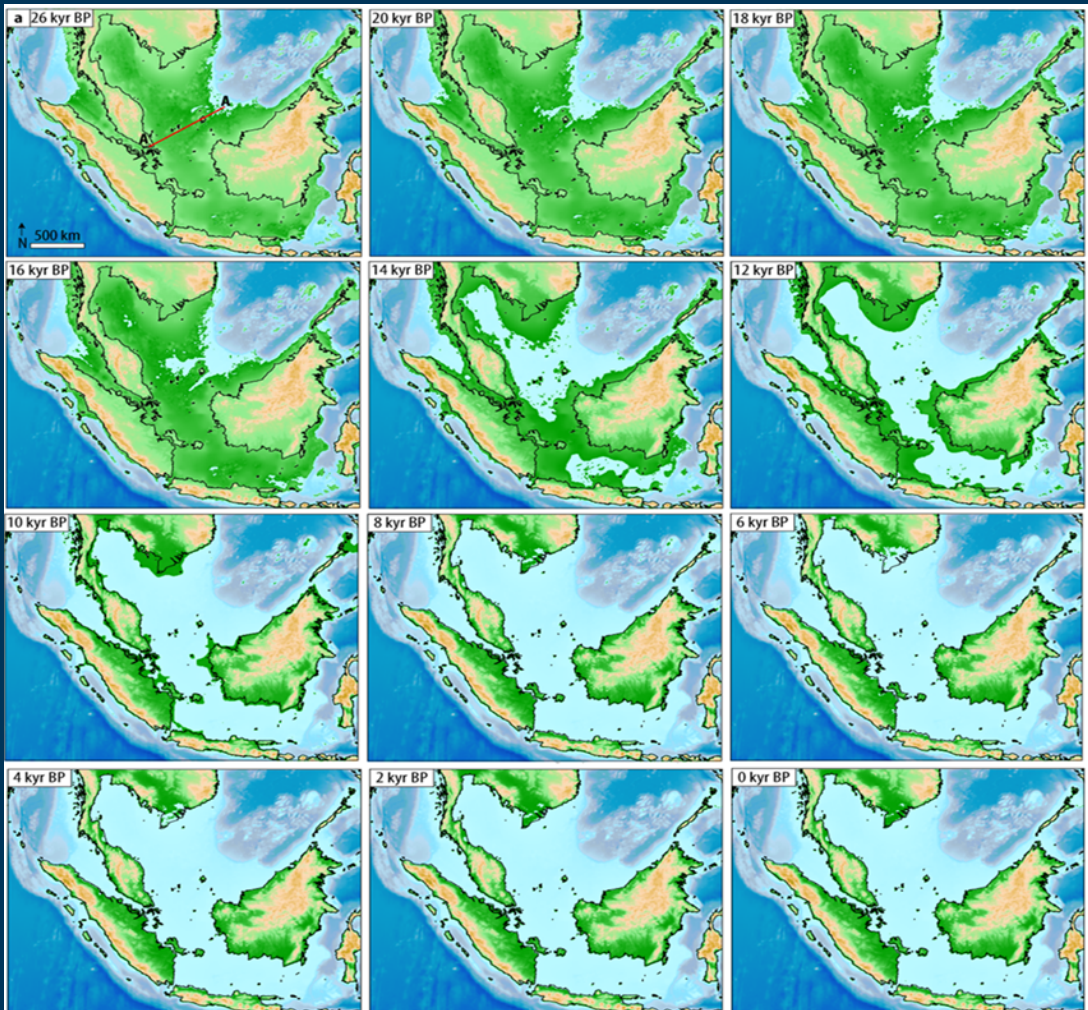 a 26 kyr BP
20 kyr BP
18 kyr BP
A
A'
N
500 km
16 kyr BP
14 kyr BP
12 kyr BP
10 kyr BP
8 kyr BP
6 kyr BP
4 kyr BP
2 kyr BP
0 kyr BP